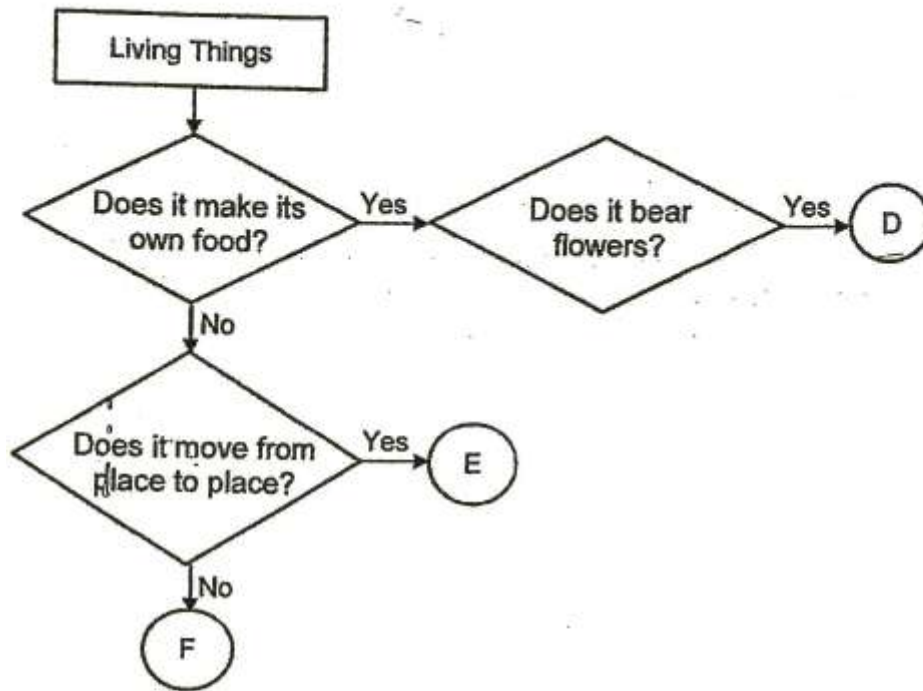 Living Things
Does it make its
own food?
Yes
Does it bear
flowers?
Yes
D
No
Does it move from
place to place?
Yes
E
No
F